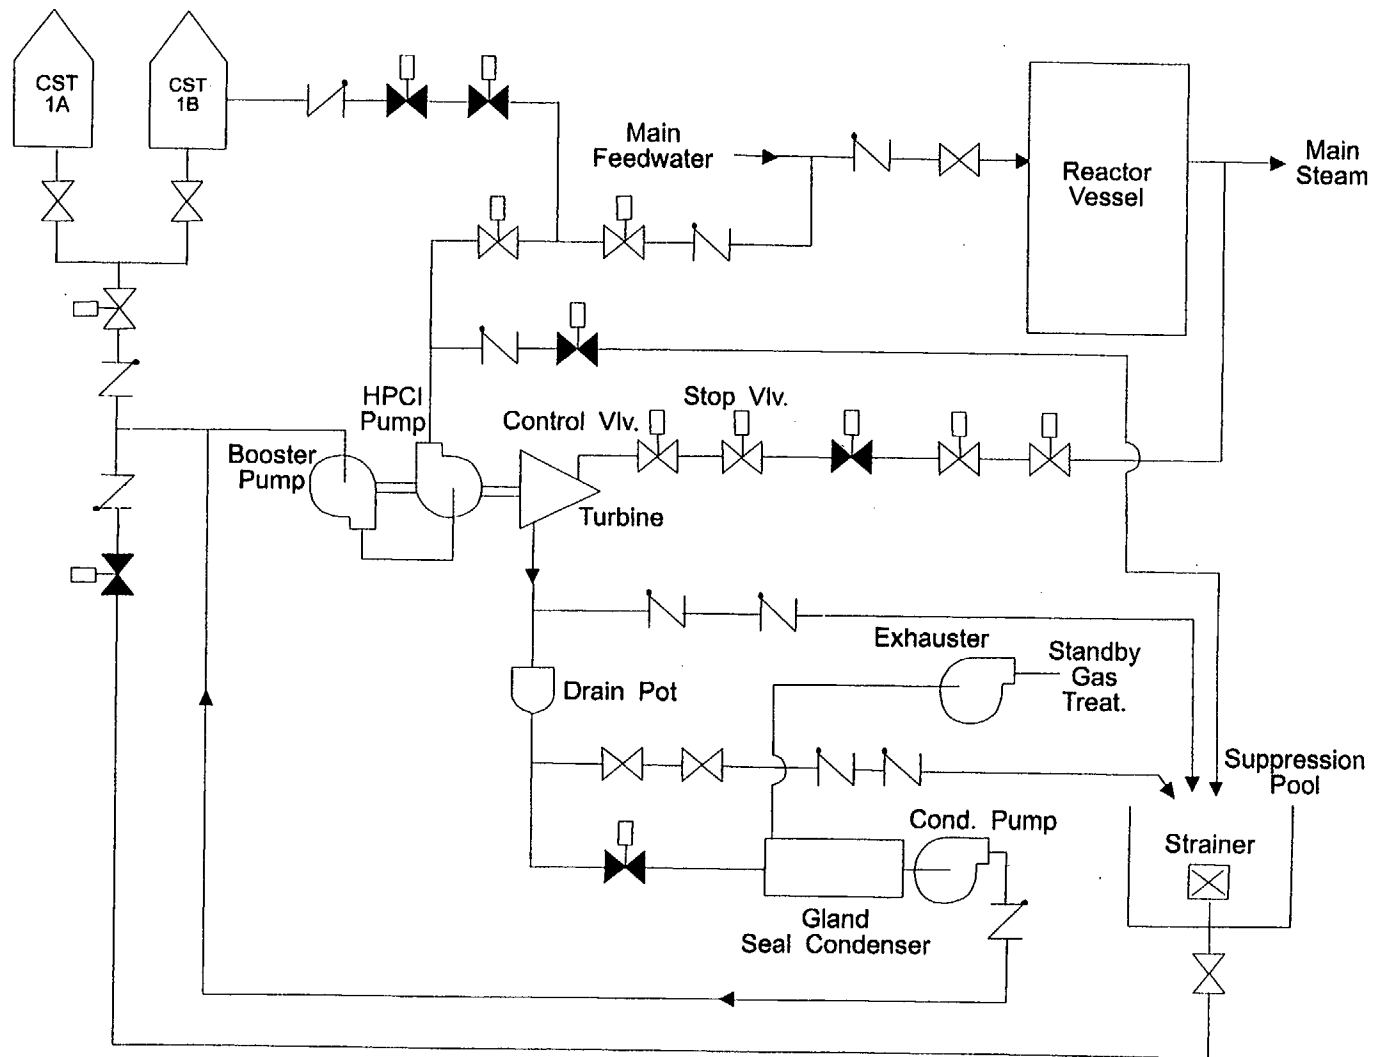 CST
1A
CST
1B
Main
Feedwater
Reactor
Vessel
Main
Steam
HPCI
Pump
Control Vlv.
Stop Vlv.
Booster
Pump
Turbine
Exhauster
Standby
Gas
Treat.
Drain Pot
Suppression
Pool
Cond. Pump
Strainer
Gland
Seal Condenser